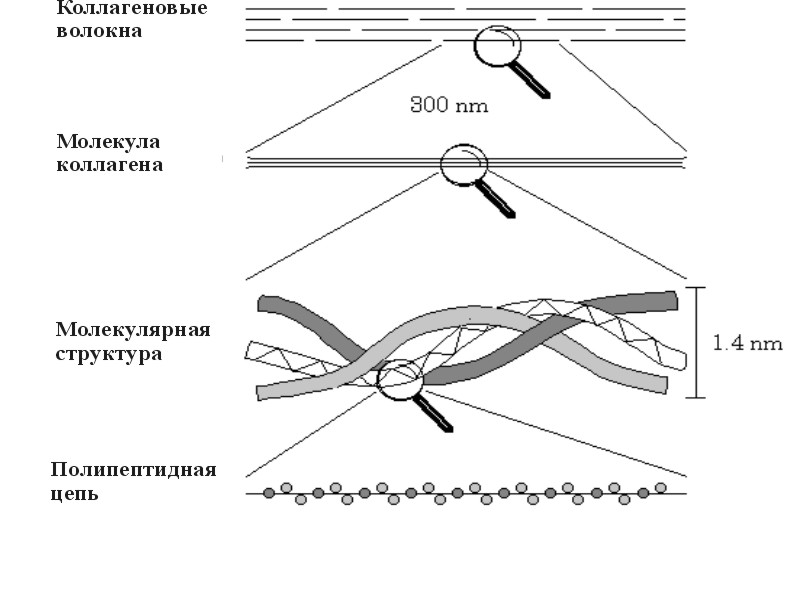 Коллагеновые
волокна
300 nm
Молекула
коллагена
Молекулярная
структура
1.4 nm
Полипептидная
цепь